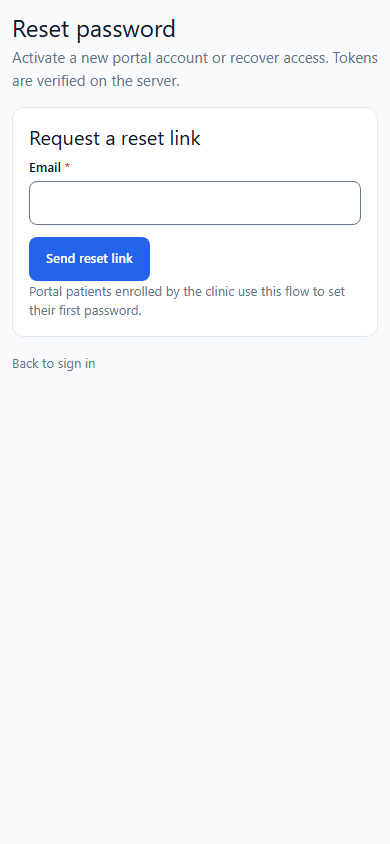 Reset password
Activate a new portal account or recover access. Tokens
are verified on the server.
Request a reset link
Email *
Send reset link
Portal patients enrolled by the clinic use this flow to set
their first password.
Back to sign in